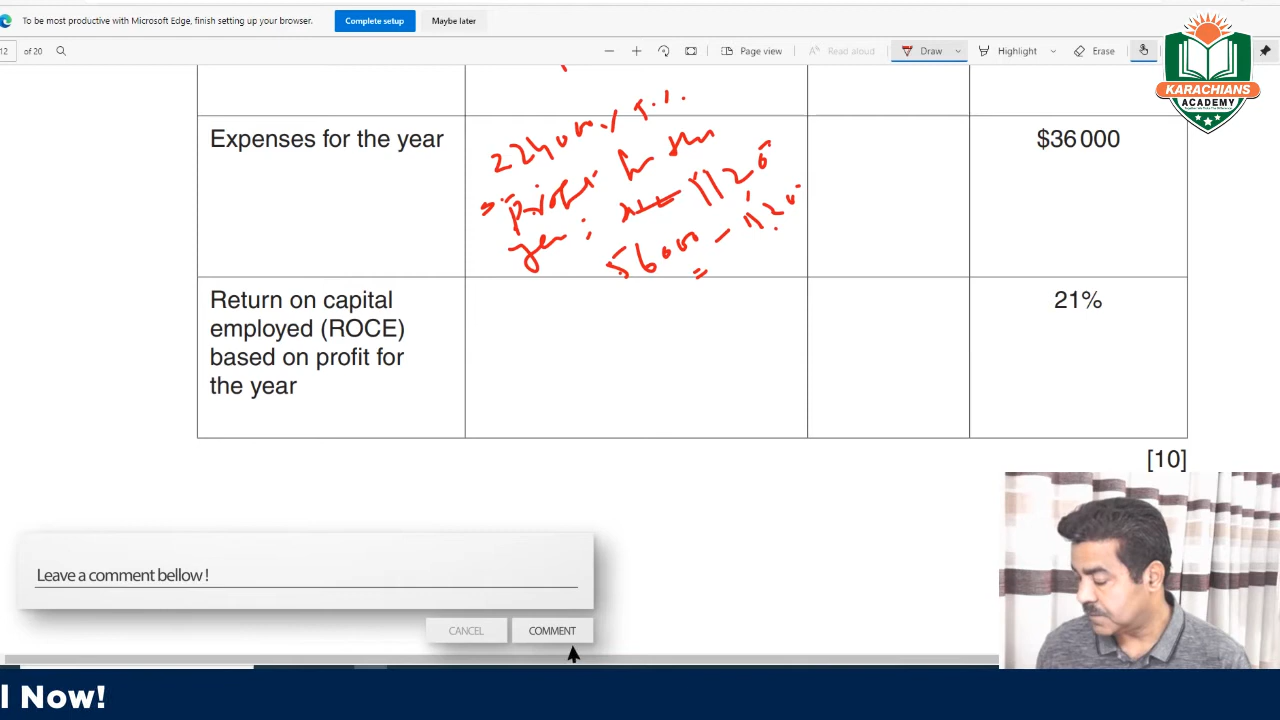 To be most productive with Microsoft Edge, finish setting up your browser.
Complete setup
Maybe later
12 of 20
Page view
Read aloud
Draw
Highlight
Erase
KARACHIANS
ACADEMY
Expenses for the year
$36 000
Return on capital
employed (ROCE)
based on profit for
the year
21%
[10]
Leave a comment bellow !
CANCEL
COMMENT
l Now!